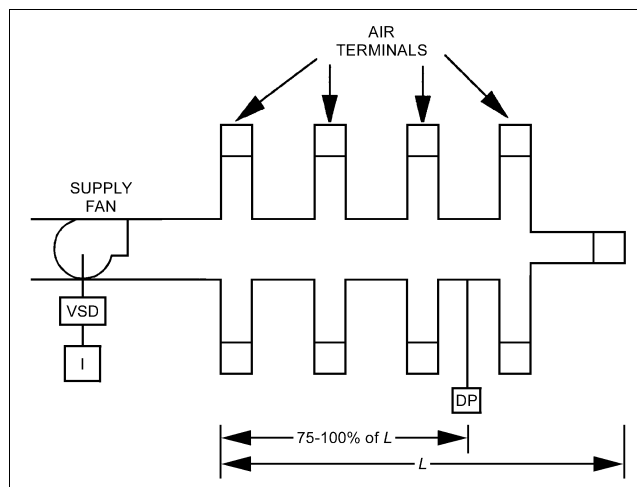 AIR
TERMINALS
SUPPLY
FAN
VSD
I
DP
75-100% of L
L